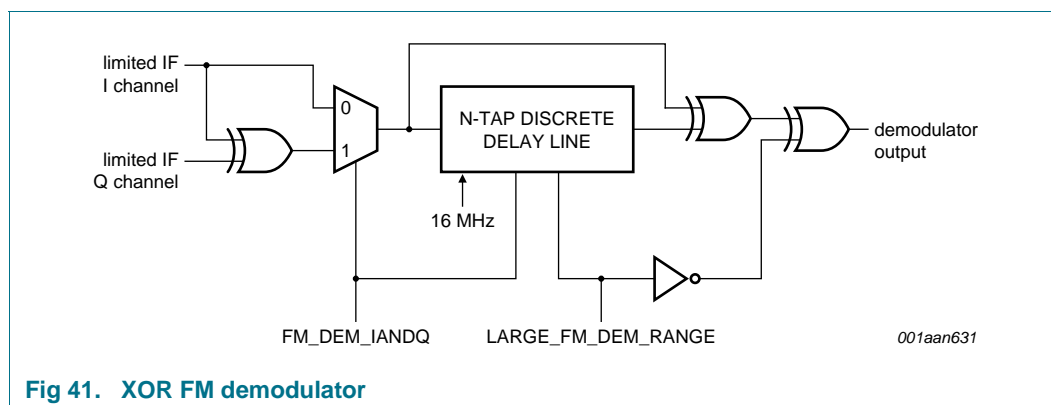 limited IF
I channel
limited IF
Q channel
0
1
N-TAP DISCRETE
DELAY LINE
16 MHz
demodulator
output
FM_DEM_IANDQ
LARGE_FM_DEM_RANGE
001aan631
Fig 41. XOR FM demodulator